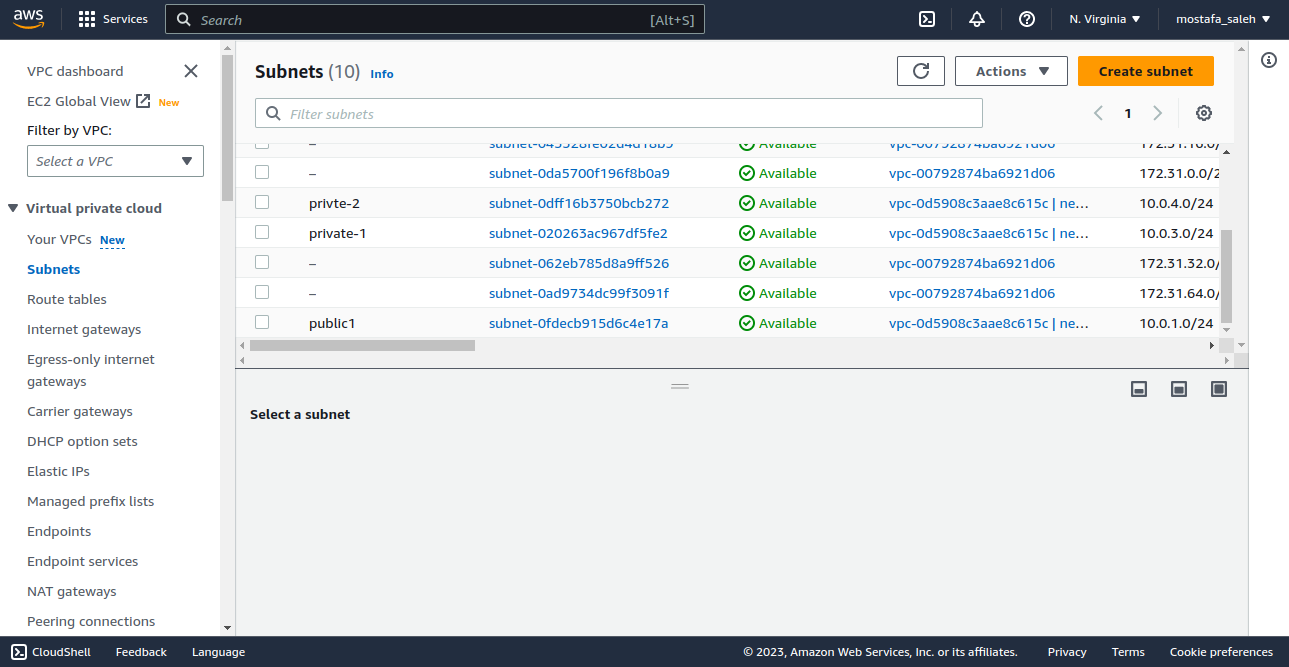 aws Services Search [Alt+S] N. Virginia mostafa_saleh
VPC dashboard
EC2 Global View New
Filter by VPC:
Select a VPC
Virtual private cloud
Your VPCs New
Subnets
Route tables
Internet gateways
Egress-only internet
gateways
Carrier gateways
DHCP option sets
Elastic IPs
Managed prefix lists
Endpoints
Endpoint services
NAT gateways
Peering connections
Subnets (10) Info
Actions
Create subnet
Filter subnets
1
– Available vpc-00792874ba6921d06
– subnet-0da5700f196f8b0a9 Available vpc-00792874ba6921d06 172.31.0.0/2
privte-2 subnet-0dff16b3750bcb272 Available vpc-0d5908c3aae8c615c | ne… 10.0.4.0/24
private-1 subnet-020263ac967df5fe2 Available vpc-0d5908c3aae8c615c | ne… 10.0.3.0/24
– subnet-062eb785d8a9ff526 Available vpc-00792874ba6921d06 172.31.32.0/
– subnet-0ad9734dc99f3091f Available vpc-00792874ba6921d06 172.31.64.0/
public1 subnet-0fdecb915d6c4e17a Available vpc-0d5908c3aae8c615c | ne… 10.0.1.0/24
Select a subnet
CloudShell Feedback Language © 2023, Amazon Web Services, Inc. or its affiliates. Privacy Terms Cookie preferences